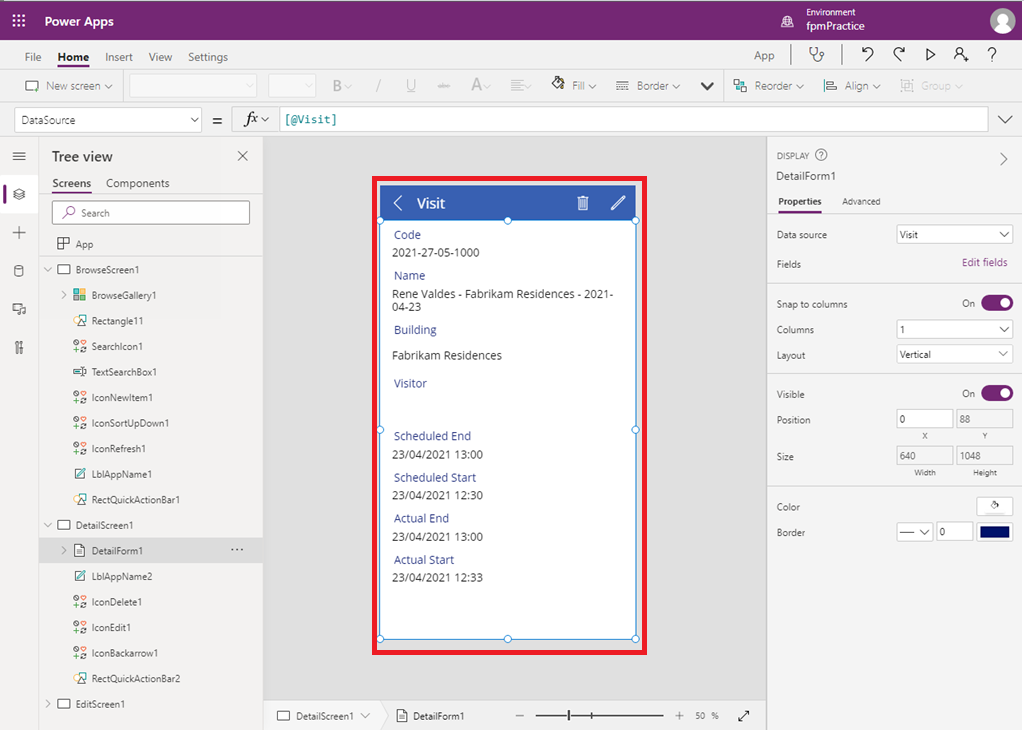 Power Apps
Environment
fpmPractice
File Home Insert View Settings App ?
New screen B / U A Fill Border Reorder Align Group
DataSource = fx [@Visit]
Tree view
Screens Components
Search
App
BrowseScreen1
BrowseGallery1
Rectangle11
SearchIcon1
TextSearchBox1
IconNewItem1
IconSortUpDown1
IconRefresh1
LblAppName1
RectQuickActionBar1
DetailScreen1
DetailForm1 ...
LblAppName2
IconDelete1
IconEdit1
IconBackarrow1
RectQuickActionBar2
EditScreen1
Visit
Code
2021-27-05-1000
Name
Rene Valdes - Fabrikam Residences - 2021-
04-23
Building
Fabrikam Residences
Visitor
Scheduled End
23/04/2021 13:00
Scheduled Start
23/04/2021 12:30
Actual End
23/04/2021 13:00
Actual Start
23/04/2021 12:33
DetailScreen1 DetailForm1 − + 50 %
DISPLAY ?
DetailForm1
Properties Advanced
Data source Visit
Fields Edit fields
Snap to columns On
Columns 1
Layout Vertical
Visible On
Position 0 88
X Y
Size 640 1048
Width Height
Color
Border 0